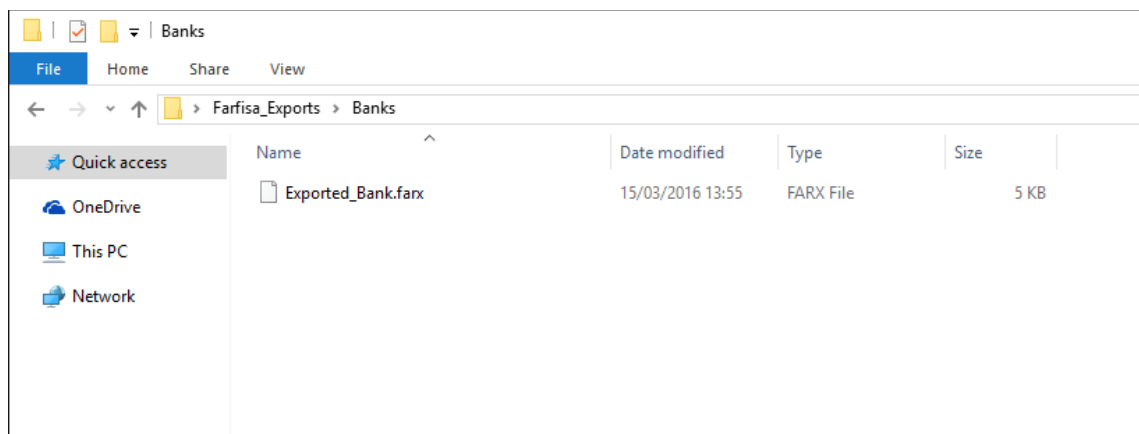 Banks
File Home Share View
Farfisa_Exports Banks
Quick access
OneDrive
This PC
Network
Name Date modified Type Size
Exported_Bank.farx 15/03/2016 13:55 FARX File 5 KB